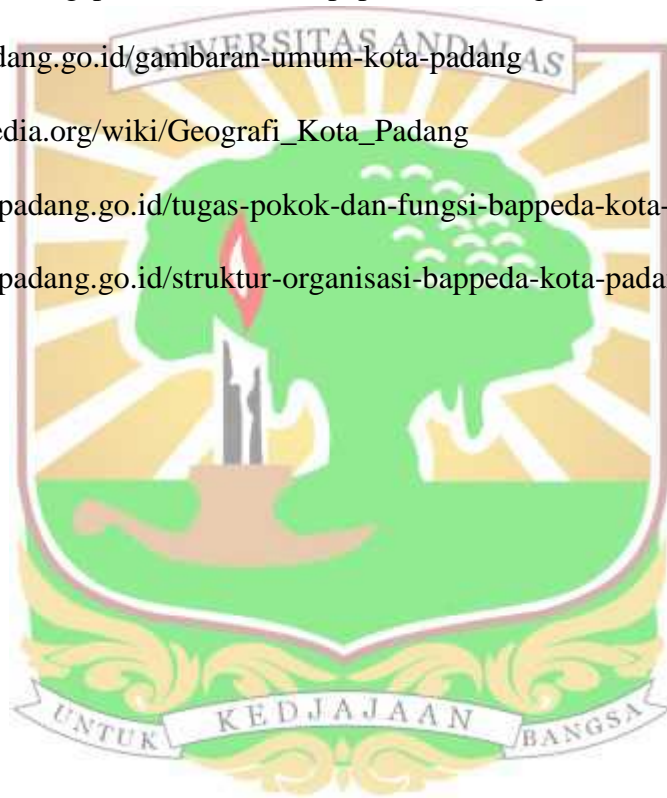 dang.go.id/gambaran-umum-kota-padang
UNIVERSITAS ANDALAS
edia.org/wiki/Geografi_Kota_Padang
padang.go.id/tugas-pokok-dan-fungsi-bappeda-kota-
padang.go.id/struktur-organisasi-bappeda-kota-pada
UNTUK KEDJAJAAN BANGSA